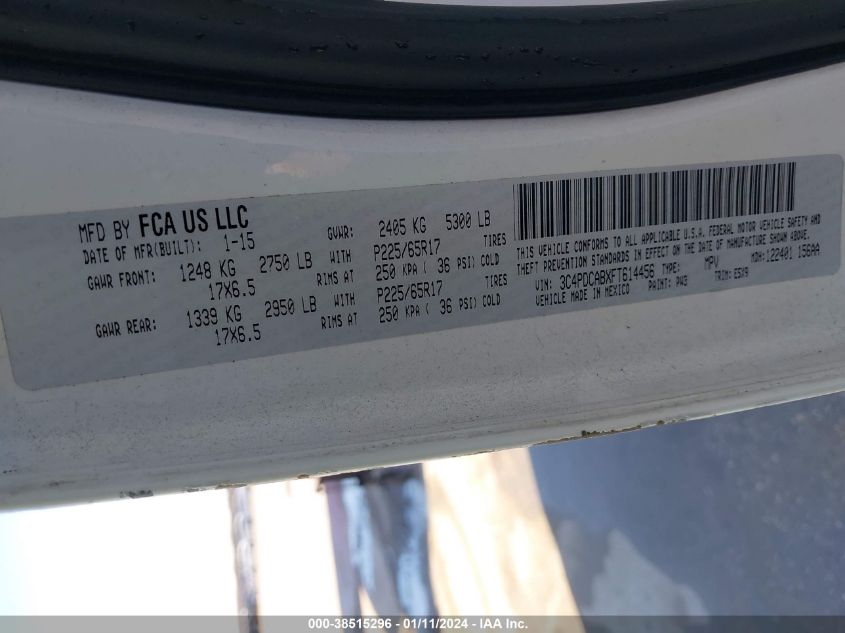 MFD BY FCA US LLC
DATE OF MFR(BUILT): 1-15
GVWR: 2405 KG 5300 LB
GAWR FRONT: 1248 KG 2750 LB WITH P225/65R17 TIRES
17X6.5 RIMS AT 250 KPA ( 36 PSI) COLD
GAWR REAR: 1339 KG 2950 LB WITH P225/65R17 TIRES
17X6.5 RIMS AT 250 KPA ( 36 PSI) COLD
THIS VEHICLE CONFORMS TO ALL APPLICABLE U.S.A. FEDERAL MOTOR VEHICLE SAFETY AND
THEFT PREVENTION STANDARDS IN EFFECT ON THE DATE OF MANUFACTURE SHOWN ABOVE.
VIN: 3C4PDCABXFT614456 TYPE: MPV MDH: 122401 156AA
VEHICLE MADE IN MEXICO PAINT: PW3 TRIM: E5X9
000-38515296 - 01/11/2024 - IAA Inc.